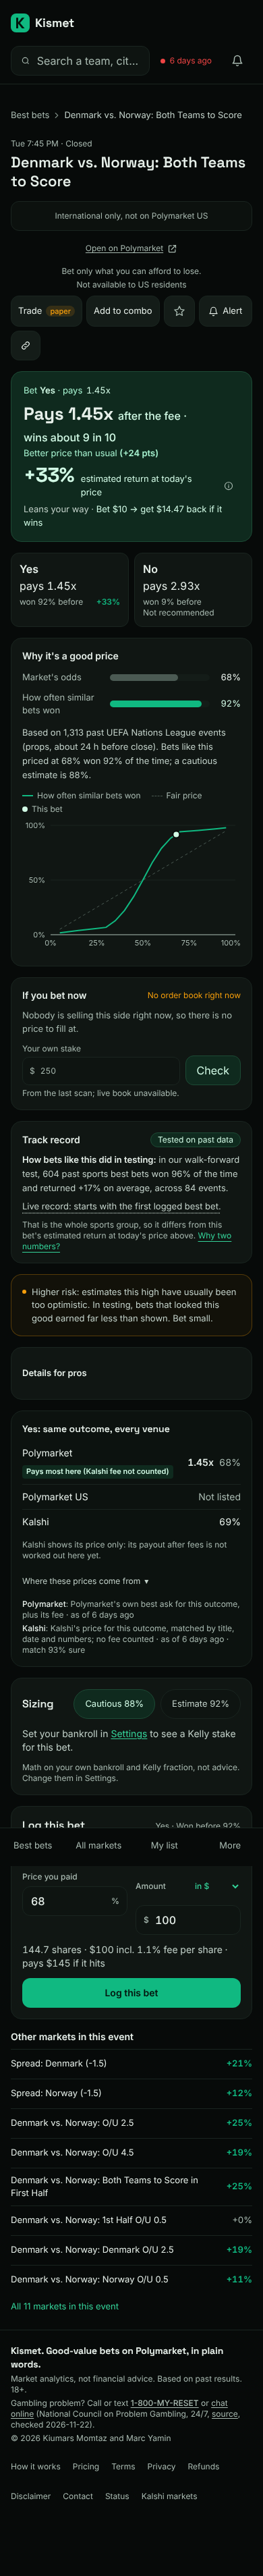 Kismet
Search a team, cit...
6 days ago
Best bets > Denmark vs. Norway: Both Teams to Score
Tue 7:45 PM · Closed
Denmark vs. Norway: Both Teams
to Score
International only, not on Polymarket US
Open on Polymarket
Bet only what you can afford to lose.
Not available to US residents
Trade paper
Add to combo
Alert
Bet Yes · pays 1.45x
Pays 1.45x after the fee ·
wins about 9 in 10
Better price than usual (+24 pts)
+33% estimated return at today's
price
Leans your way · Bet $10 → get $14.47 back if it
wins
Yes
pays 1.45x
won 92% before +33%
No
pays 2.93x
won 9% before
Not recommended
Why it's a good price
Market's odds 68%
How often similar
bets won
92%
Based on 1,313 past UEFA Nations League events
(props, about 24 h before close). Bets like this
priced at 68% won 92% of the time; a cautious
estimate is 88%.
How often similar bets won Fair price
This bet
100%
50%
0%
0% 25% 50% 75% 100%
If you bet now No order book right now
Nobody is selling this side right now, so there is no
price to fill at.
Your own stake
$ 250
Check
From the last scan; live book unavailable.
Track record Tested on past data
How bets like this did in testing: in our walk-forward
test, 604 past sports best bets won 96% of the time
and returned +17% on average, across 84 events.
Live record: starts with the first logged best bet.
That is the whole sports group, so it differs from this
bet's estimated return at today's price above. Why two
numbers?
Higher risk: estimates this high have usually been
too optimistic. In testing, bets that looked this
good earned far less than shown. Bet small.
Details for pros
Yes: same outcome, every venue
Polymarket
Pays most here (Kalshi fee not counted)
1.45x 68%
Polymarket US Not listed
Kalshi 69%
Kalshi shows its price only: its payout after fees is not
worked out here yet.
Where these prices come from ▾
Polymarket: Polymarket's own best ask for this outcome,
plus its fee · as of 6 days ago
Kalshi: Kalshi's price for this outcome, matched by title,
date and numbers; no fee counted · as of 6 days ago ·
match 93% sure
Sizing
Cautious 88%
Estimate 92%
Set your bankroll in Settings to see a Kelly stake
for this bet.
Math on your own bankroll and Kelly fraction, not advice.
Change them in Settings.
Log this bet Yes · Won before 92%
Best bets
All markets
My list
More
Price you paid
68 %
Amount in $
$ 100
144.7 shares · $100 incl. 1.1% fee per share ·
pays $145 if it hits
Log this bet
Other markets in this event
Spread: Denmark (-1.5) +21%
Spread: Norway (-1.5) +12%
Denmark vs. Norway: O/U 2.5 +25%
Denmark vs. Norway: O/U 4.5 +19%
Denmark vs. Norway: Both Teams to Score in
First Half
+25%
Denmark vs. Norway: 1st Half O/U 0.5 +0%
Denmark vs. Norway: Denmark O/U 2.5 +19%
Denmark vs. Norway: Norway O/U 0.5 +11%
All 11 markets in this event
Kismet. Good-value bets on Polymarket, in plain
words.
Market analytics, not financial advice. Based on past results.
18+.
Gambling problem? Call or text 1-800-MY-RESET or chat
online (National Council on Problem Gambling, 24/7, source,
checked 2026-11-22).
© 2026 Kiumars Momtaz and Marc Yamin
How it works Pricing Terms Privacy Refunds
Disclaimer Contact Status Kalshi markets